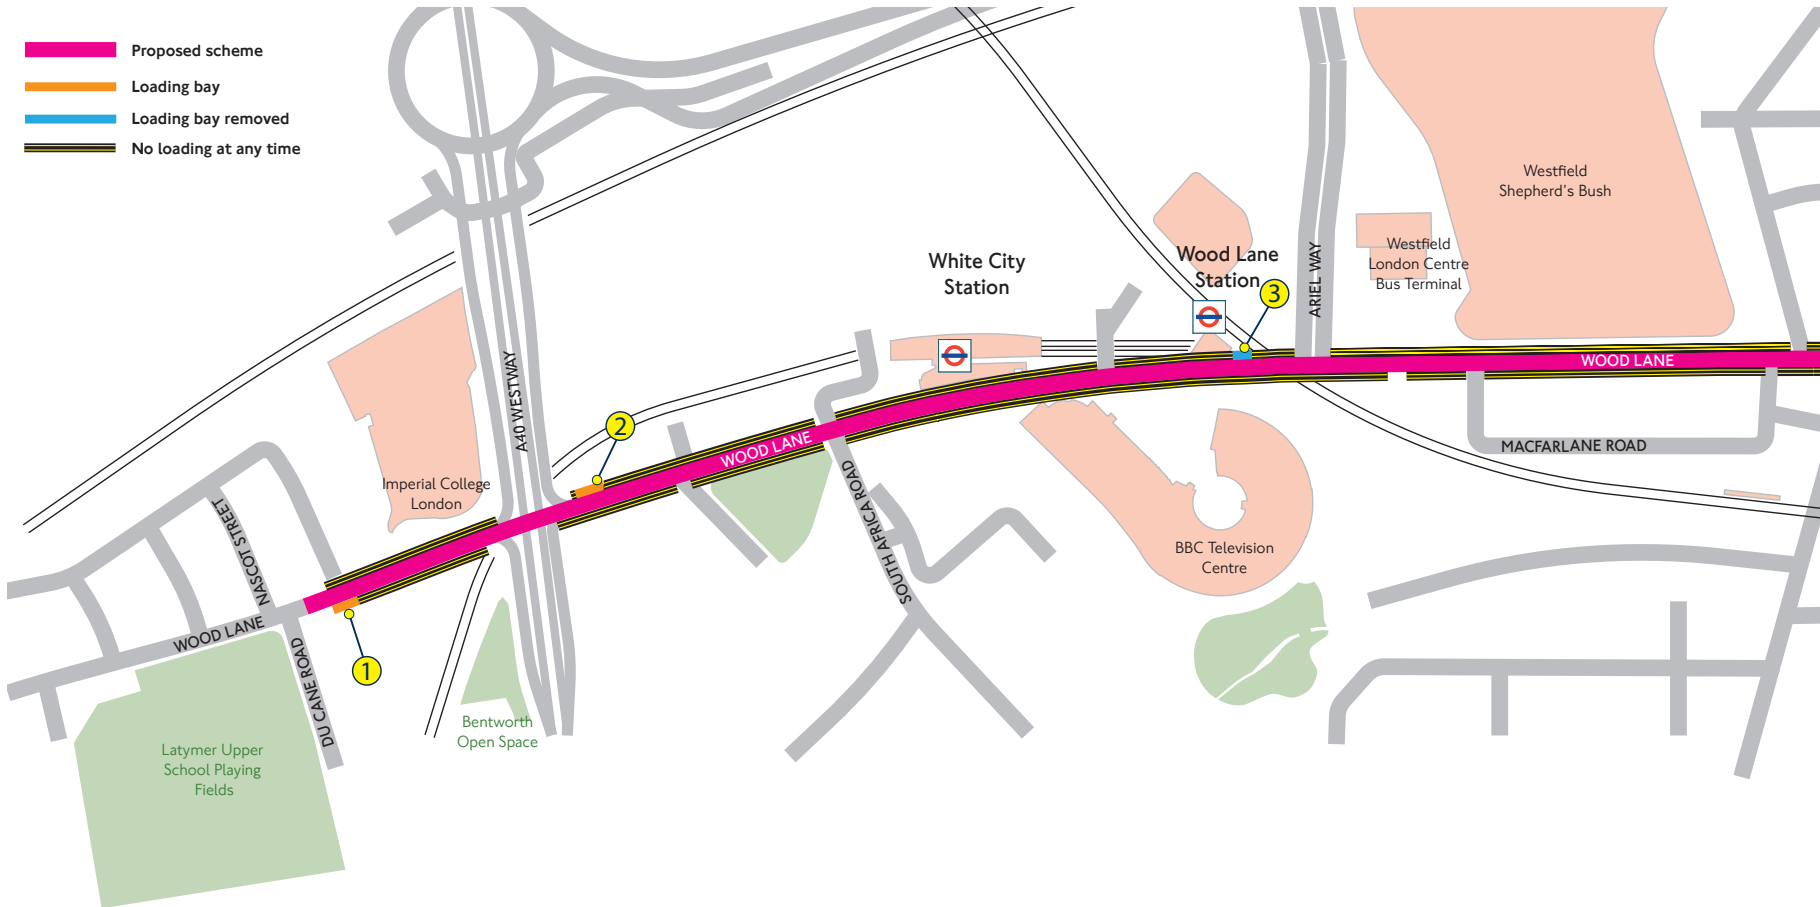 Proposed scheme
Loading bay
Loading bay removed
No loading at any time
Westfield
Shepherd's Bush
White City
Station
Wood Lane
Station
3
ARIEL WAY
Westfield
London Centre
Bus Terminal
WOOD LANE
A40 WESTWAY
2
WOOD LANE
MACFARLANE ROAD
Imperial College
London
SOUTH AFRICA ROAD
BBC Television
Centre
NASCOT STREET
WOOD LANE
DU CANE ROAD
1
Bentworth
Open Space
Latymer Upper
School Playing
Fields